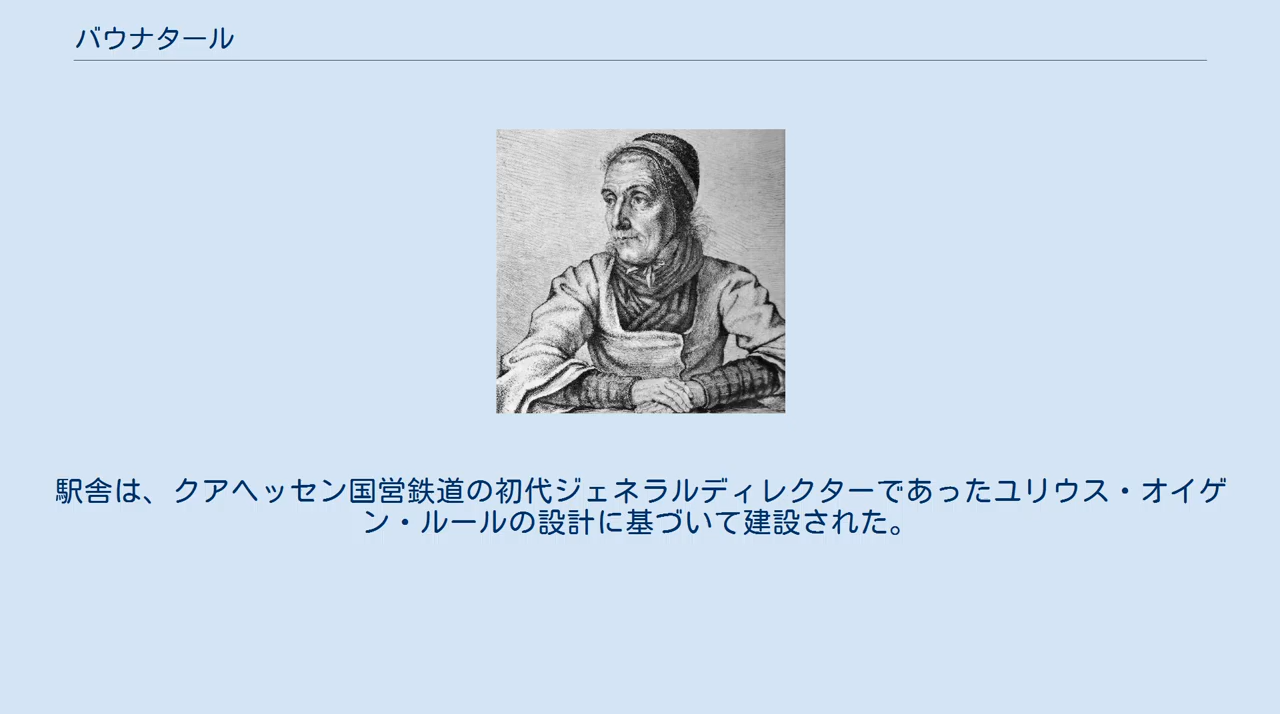 バウナタール
駅舎は、クアヘッセン国営鉄道の初代ジェネラルディレクターであったユリウス・オイゲ
ン・ルールの設計に基づいて建設された。